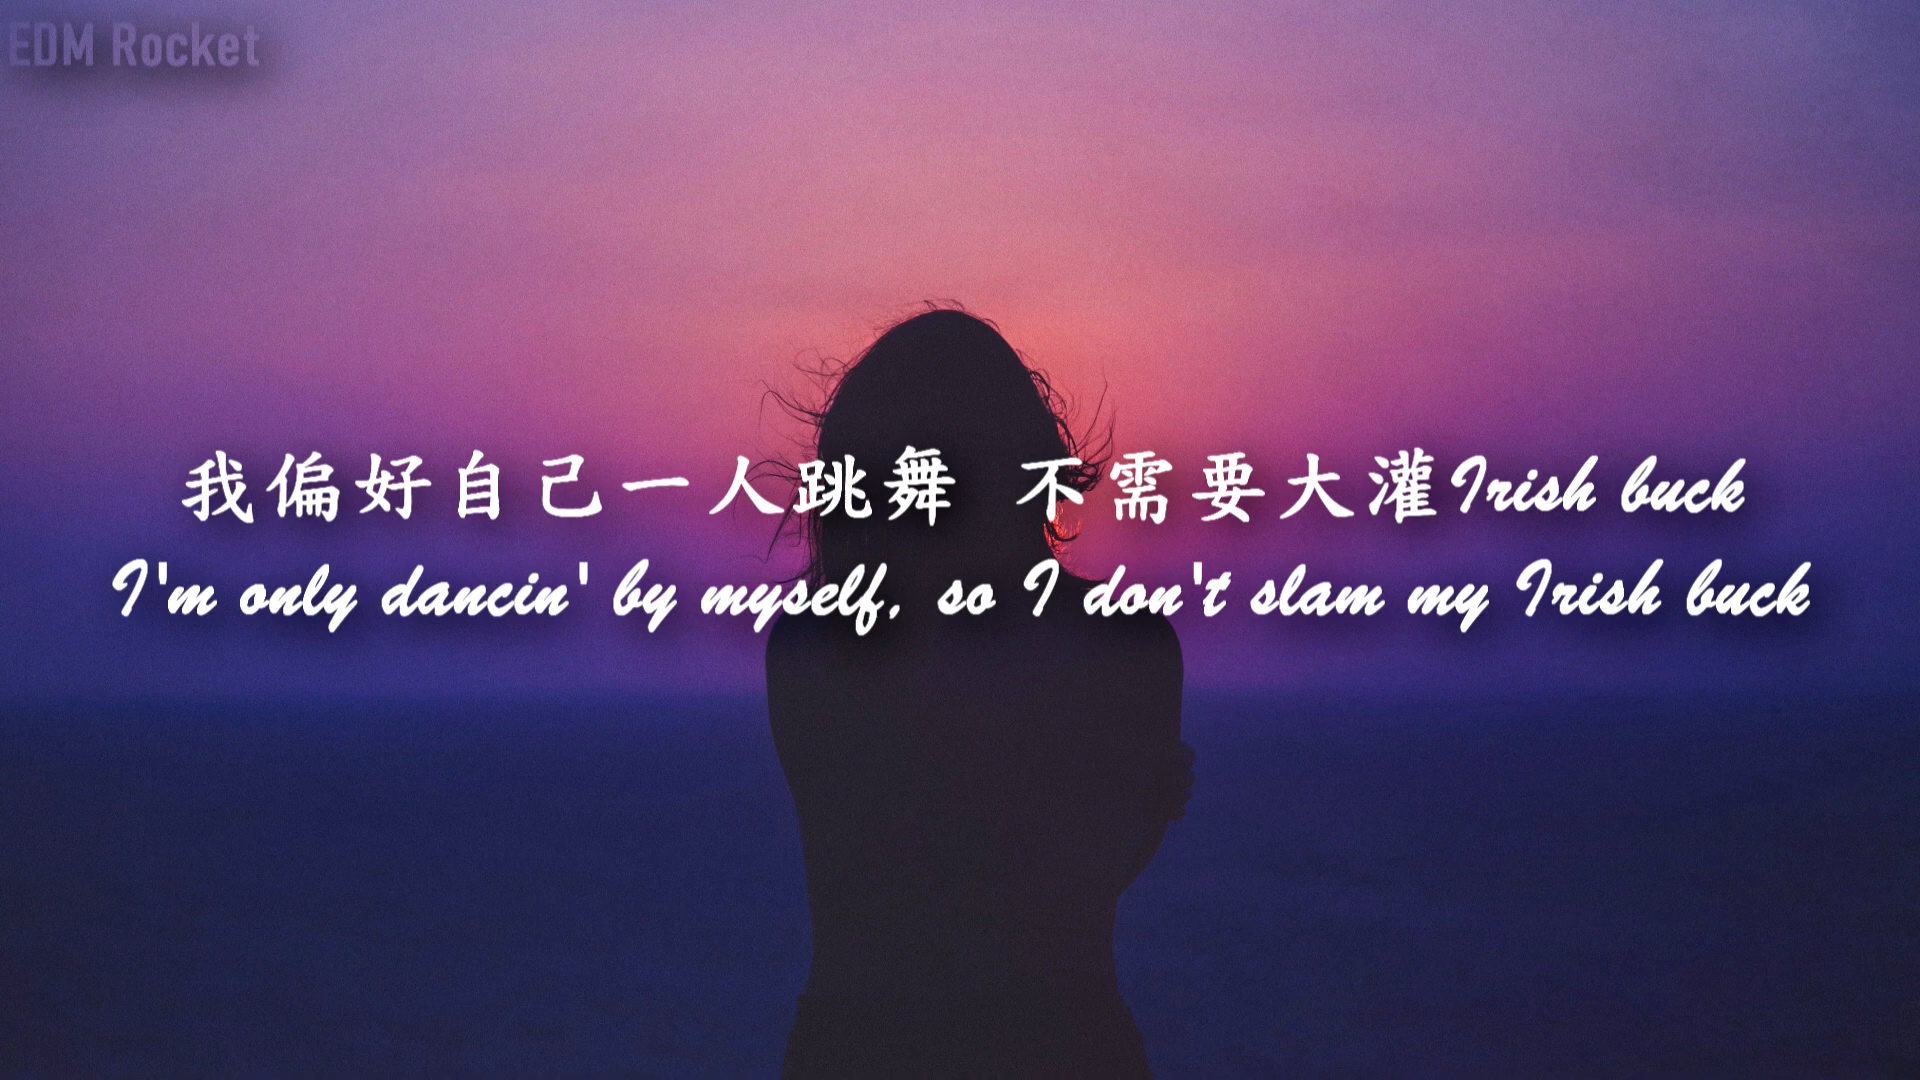 EDM Rocket
我偏好自己一人跳舞 不需要大灌Irish buck
I'm only dancin' by myself, so I don't slam my Irish buck